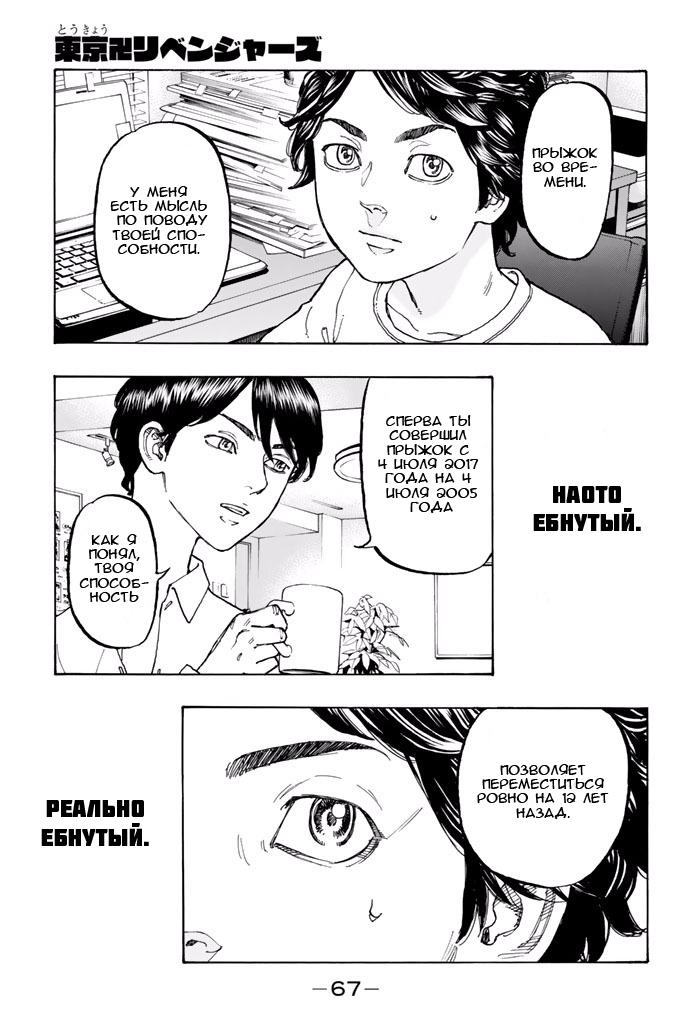 とうきょう
東京卍リベンジャーズ
ПРЫЖОК
ВО ВРЕ-
МЕНИ.
У МЕНЯ
ЕСТЬ МЫСЛЬ
ПО ПОВОДУ
ТВОЕЙ СПО-
СОБНОСТИ.
СПЕРВА ТЫ
СОВЕРШИЛ
ПРЫЖОК С
4 ИЮЛЯ 2017
ГОДА НА 4
ИЮЛЯ 2005
ГОДА
НАОТО
ЕБНУТЫЙ.
КАК Я
ПОНЯЛ,
ТВОЯ
СПОСОБ-
НОСТЬ
ПОЗВОЛЯЕТ
ПЕРЕМЕСТИТЬСЯ
РОВНО НА 12 ЛЕТ
НАЗАД.
РЕАЛЬНО
ЕБНУТЫЙ.
—67—